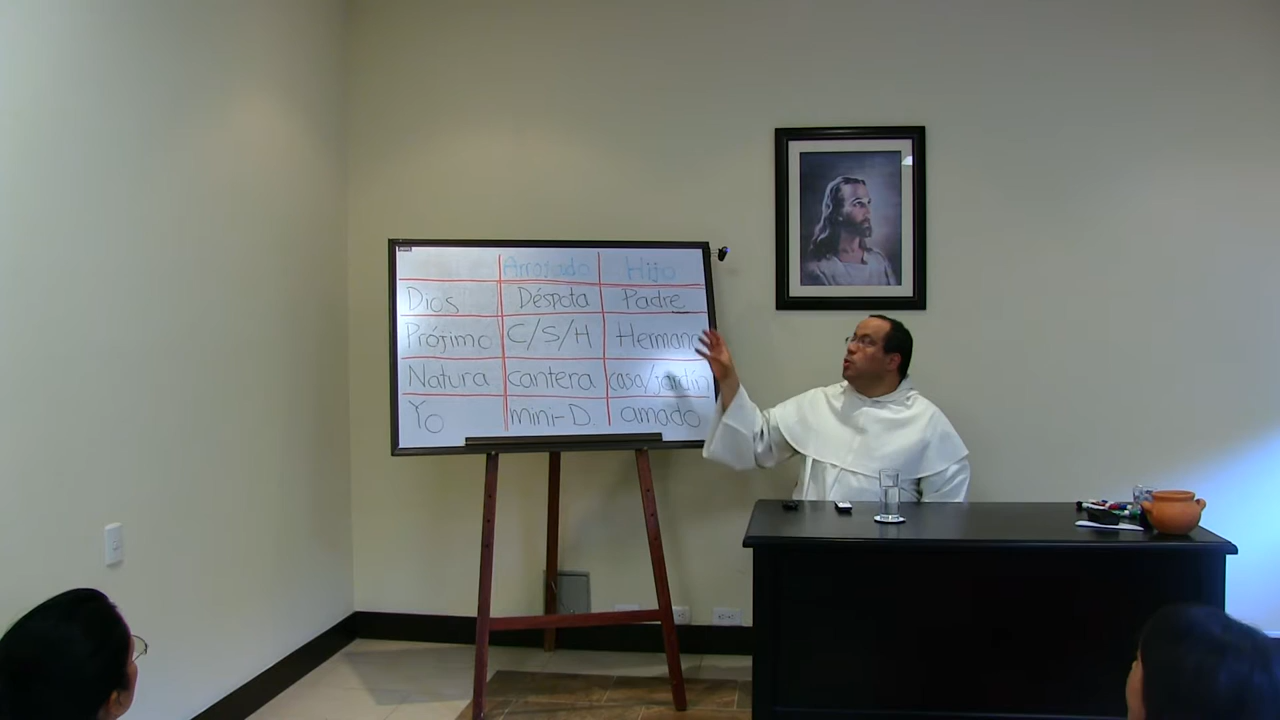 Arrojado Hijo
Dios Déspota Padre
Prójimo C/S/H Hermano
Natura cantera casa/jardín
Yo mini-D. amado